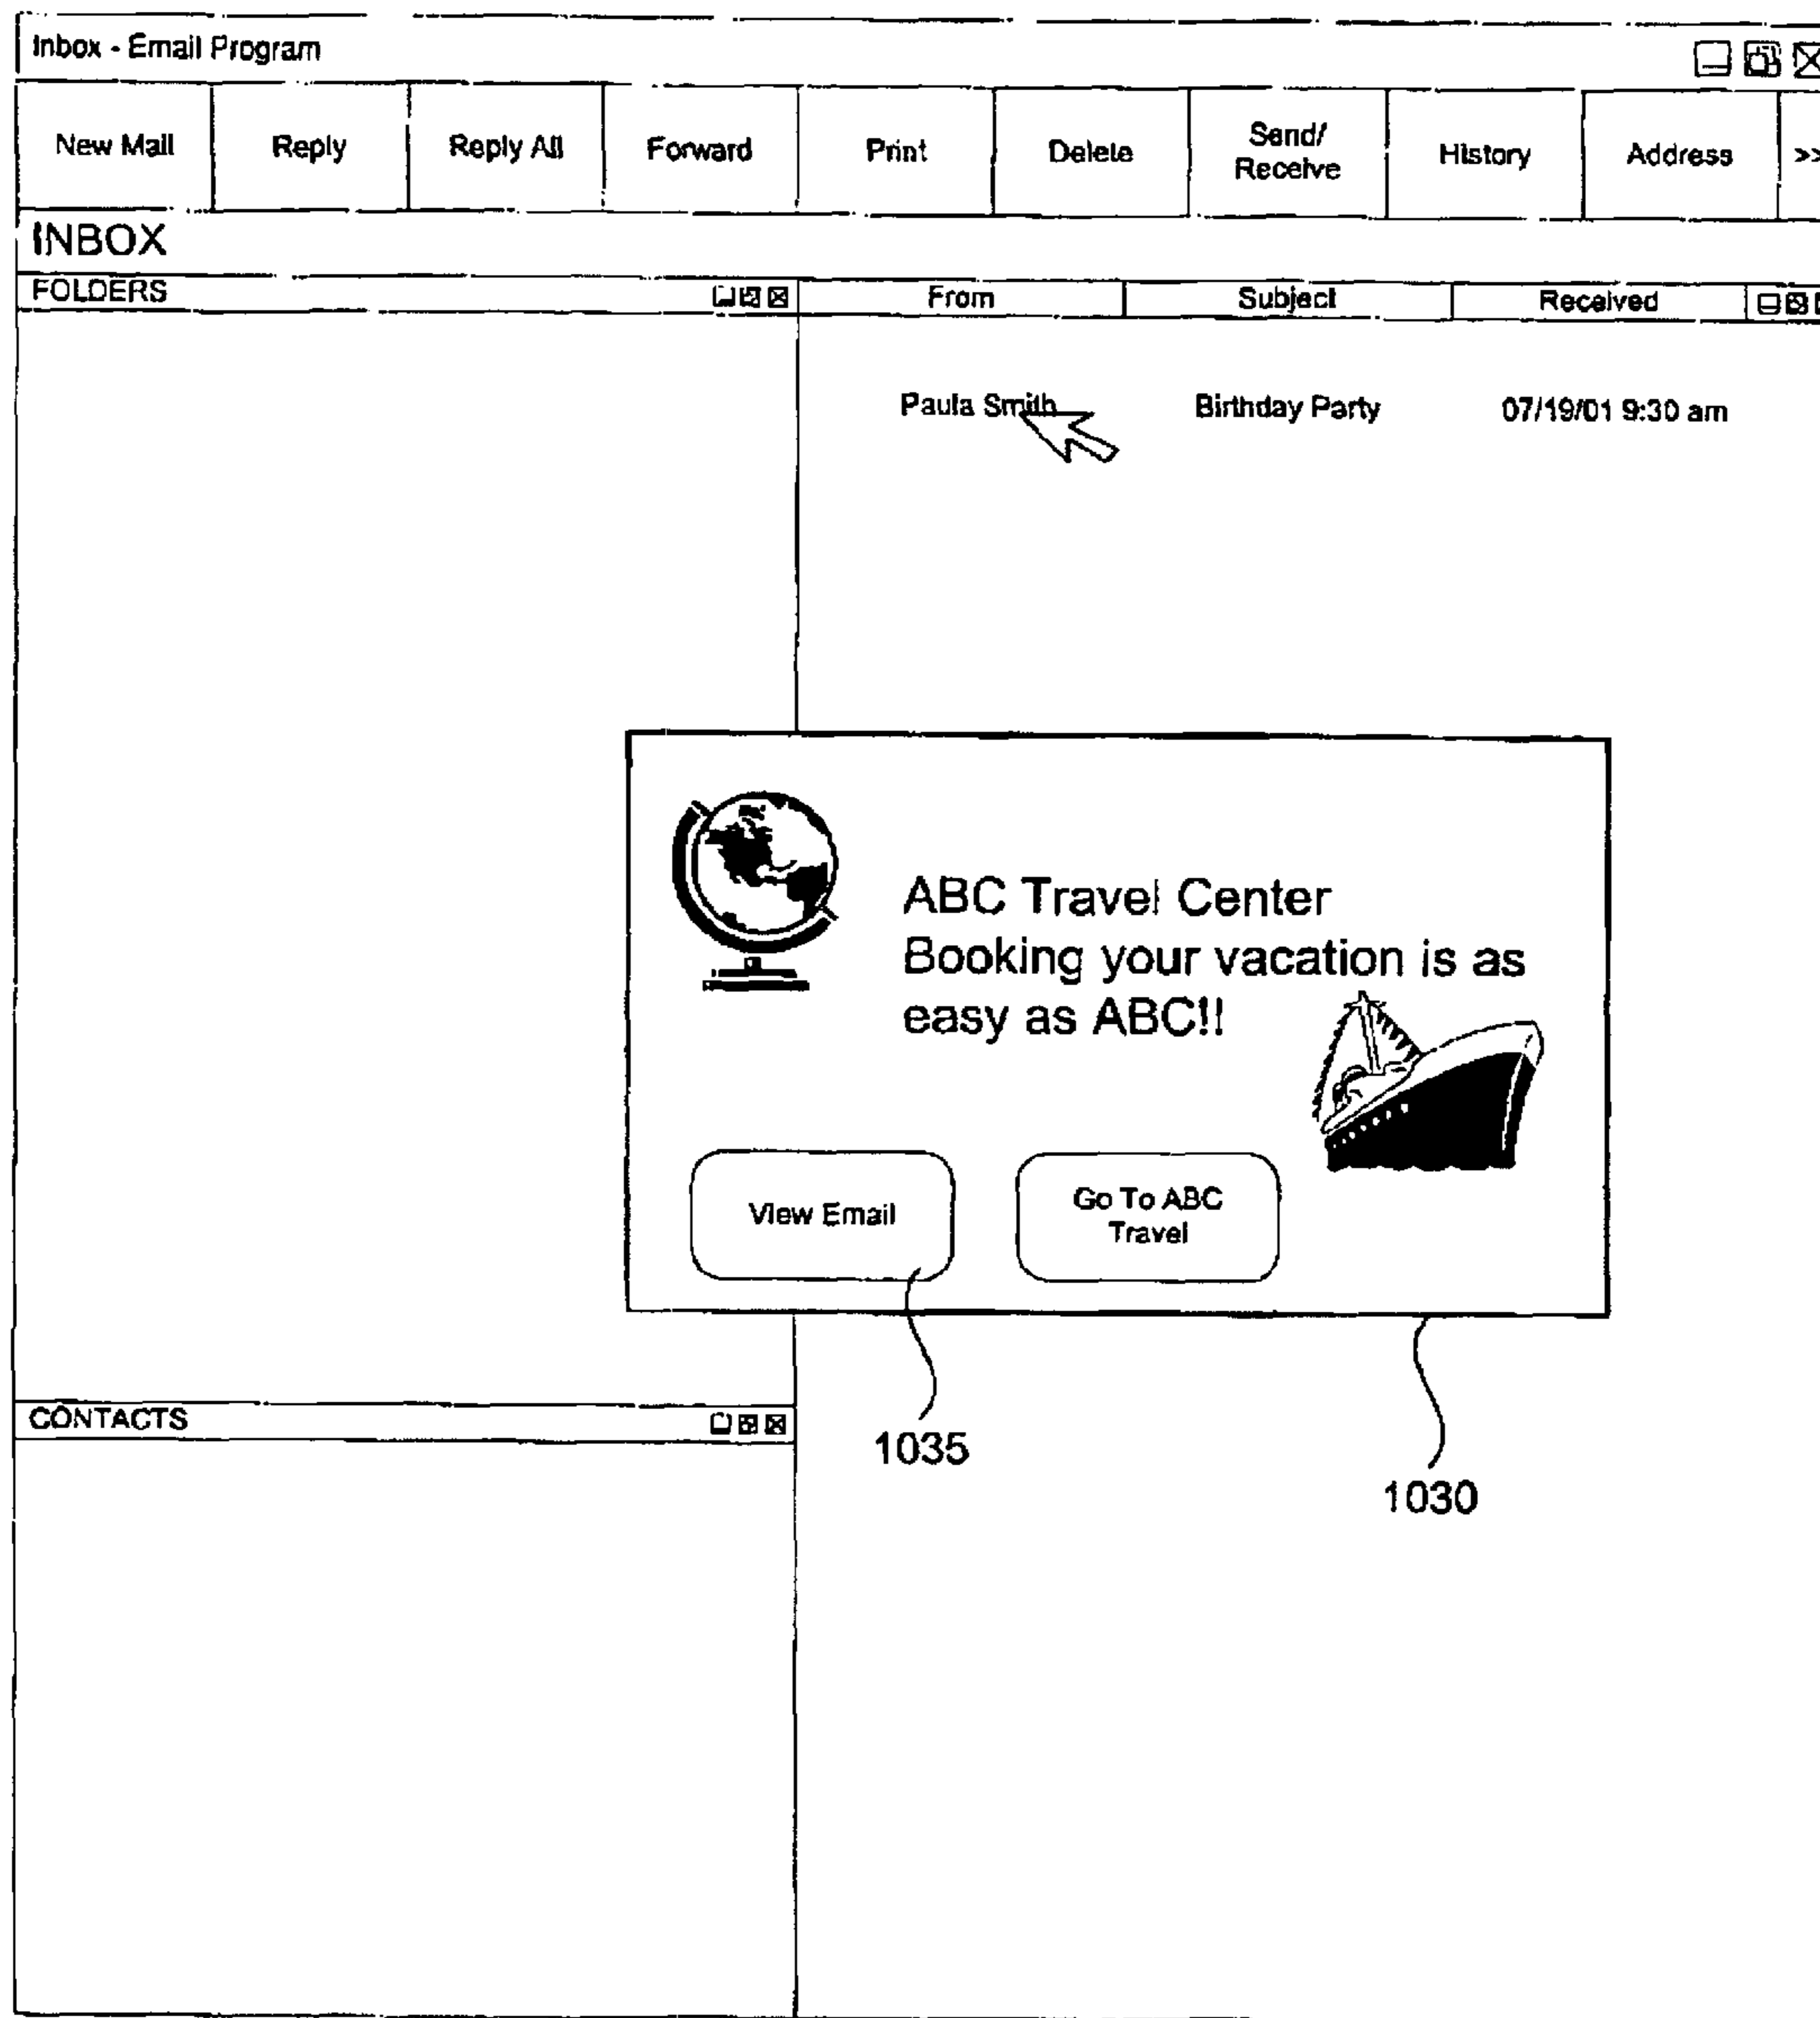 Inbox - Email Program
New Mail Reply Reply All Forward Print Delete Send/ Receive History Address >>
INBOX
FOLDERS From Subject Received
Paula Smith Birthday Party 07/19/01 9:30 am
ABC Travel Center
Booking your vacation is as
easy as ABC!!
View Email
Go To ABC
Travel
CONTACTS
1035
1030